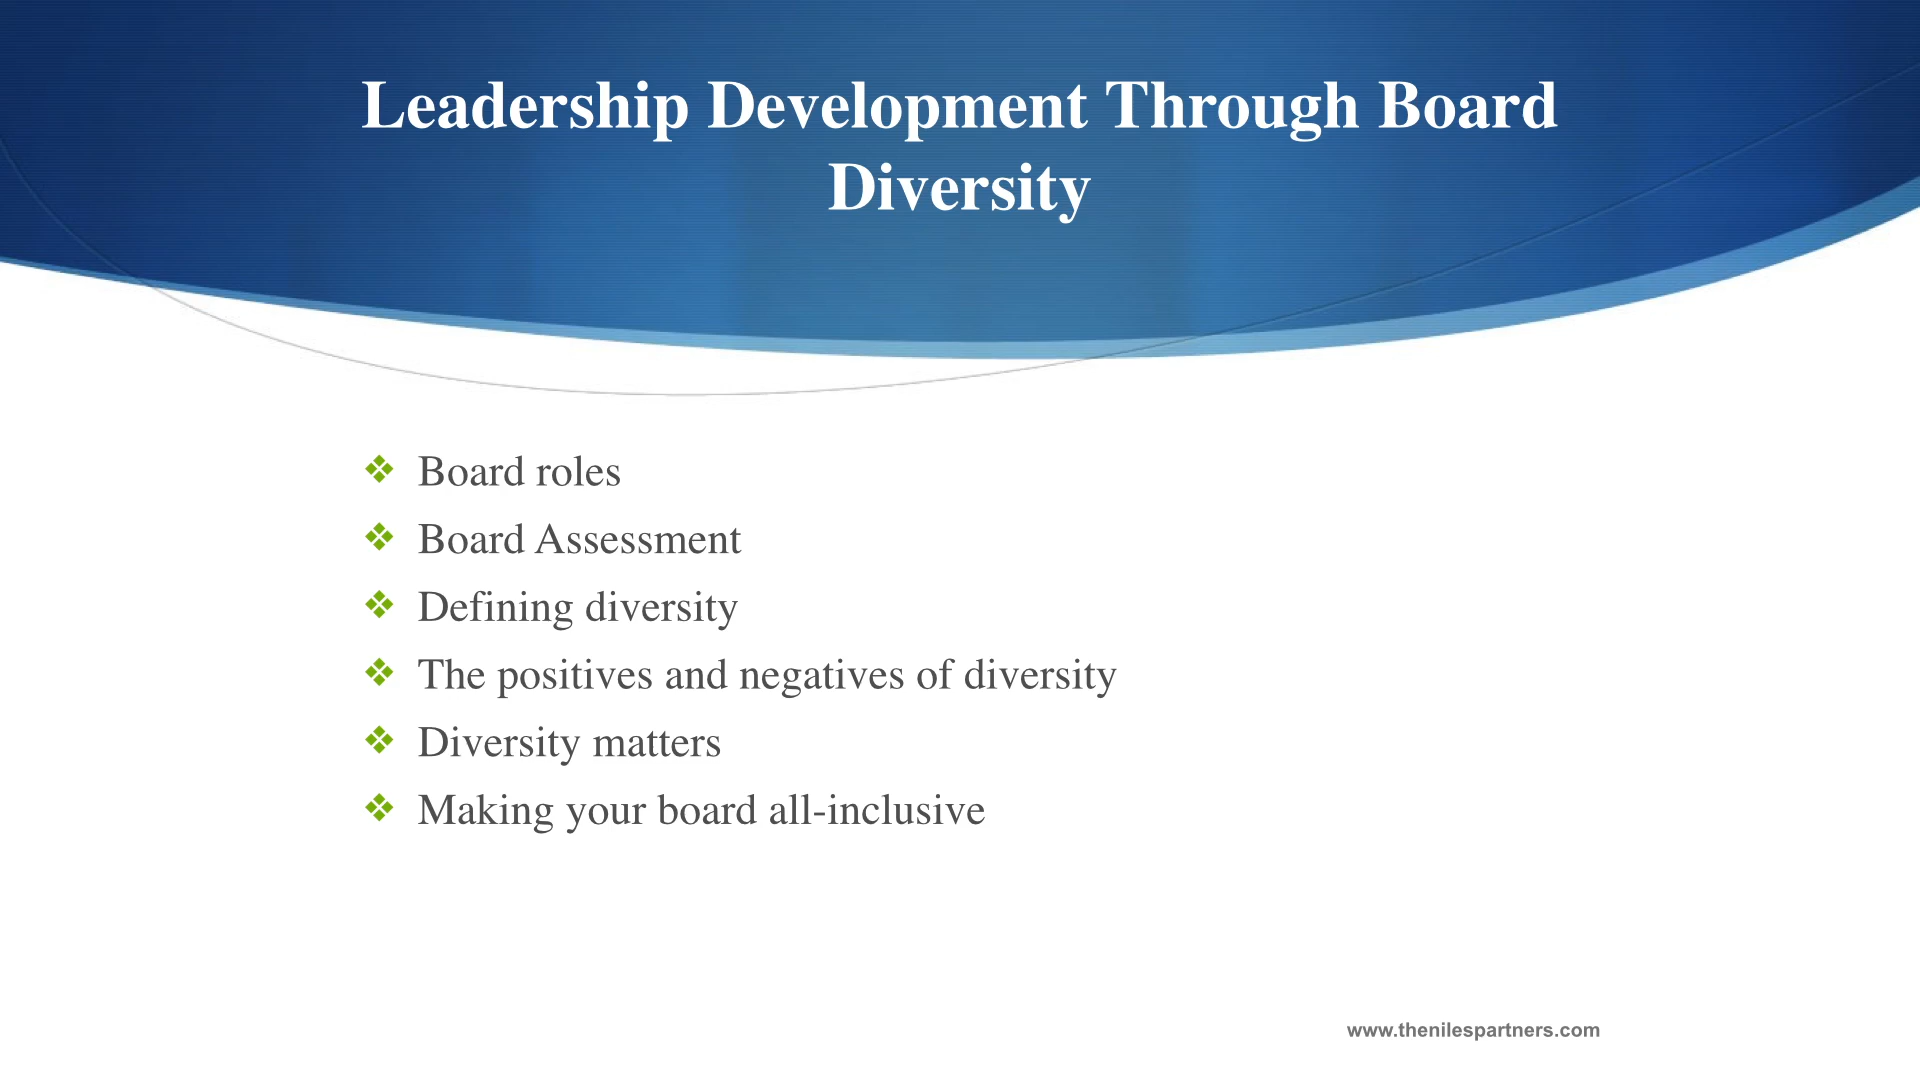 Leadership Development Through Board
Diversity
Board roles
Board Assessment
Defining diversity
The positives and negatives of diversity
Diversity matters
Making your board all-inclusive
www.thenilespartners.com